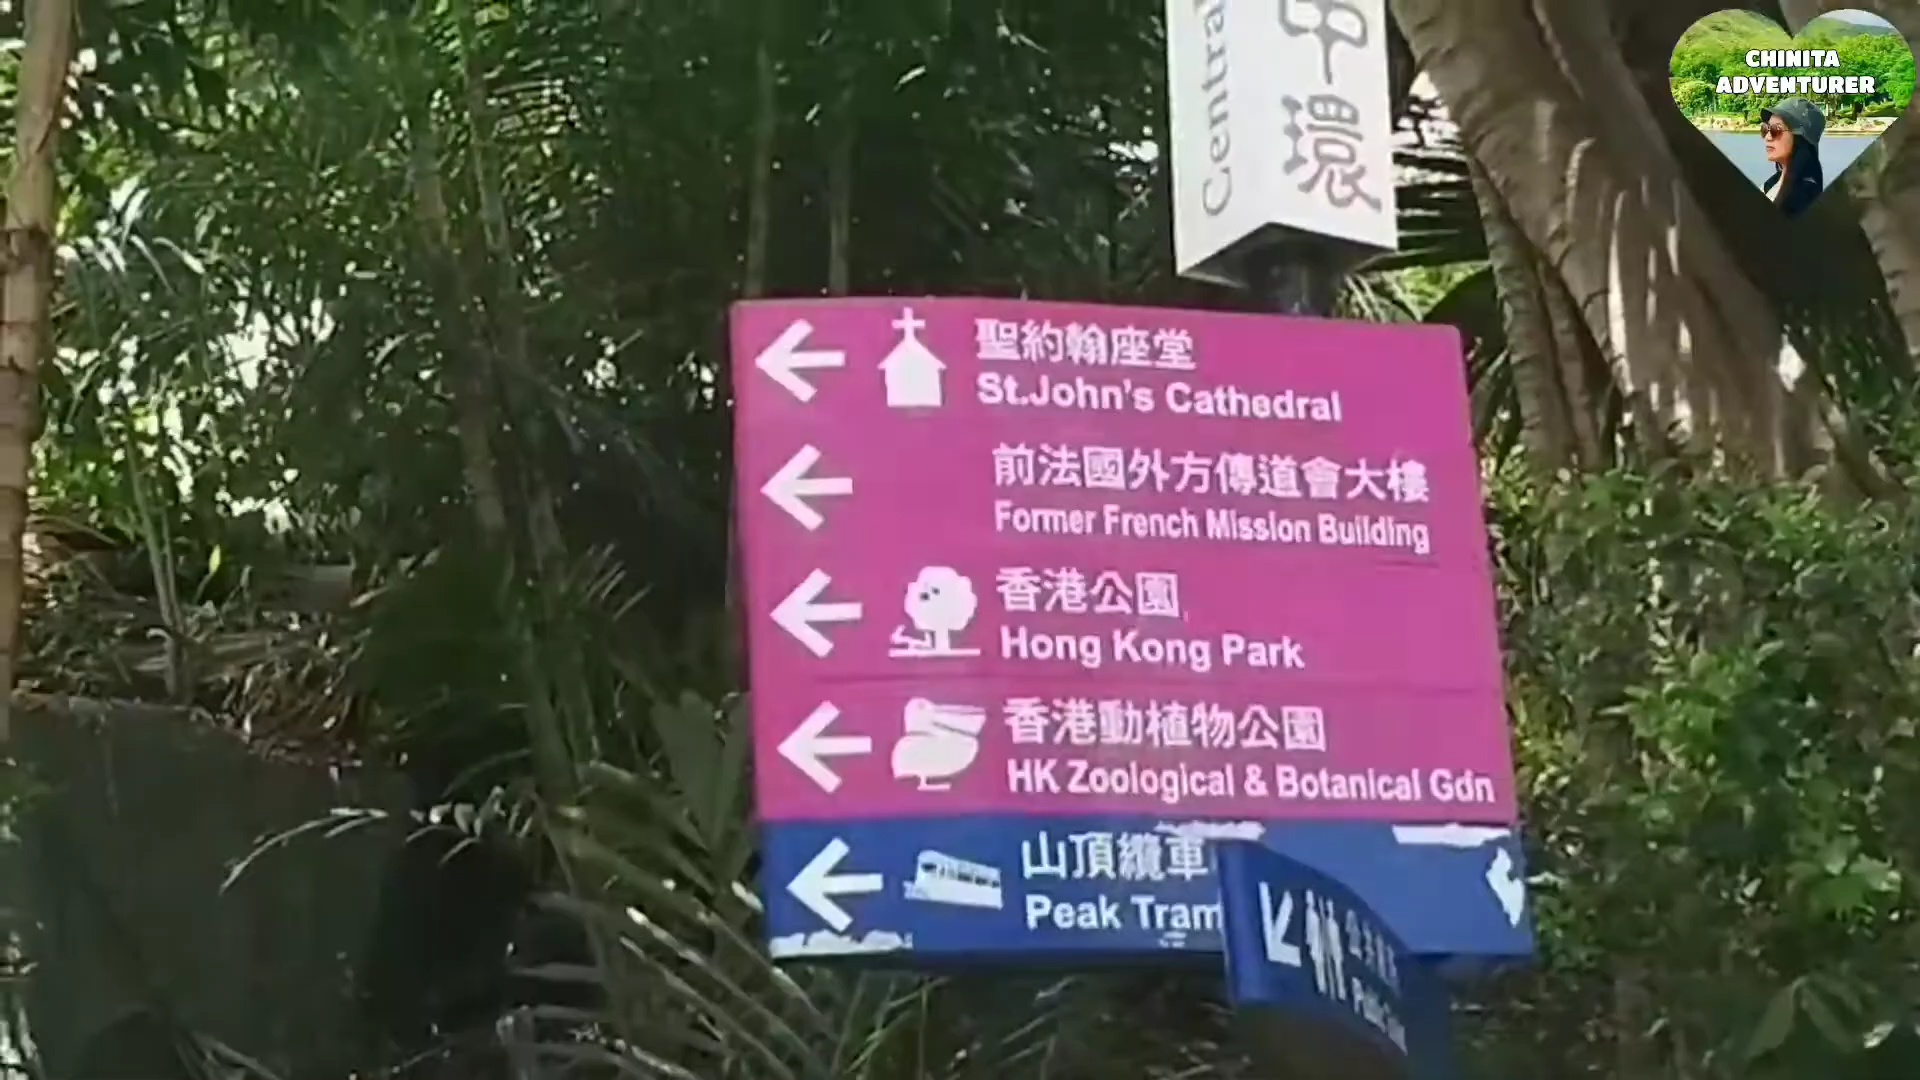 Central
中環
聖約翰座堂
St.John's Cathedral
前法國外方傳道會大樓
Former French Mission Building
香港公園
Hong Kong Park
香港動植物公園
HK Zoological & Botanical Gdn
山頂纜車
Peak Tram
CHINITA
ADVENTURER